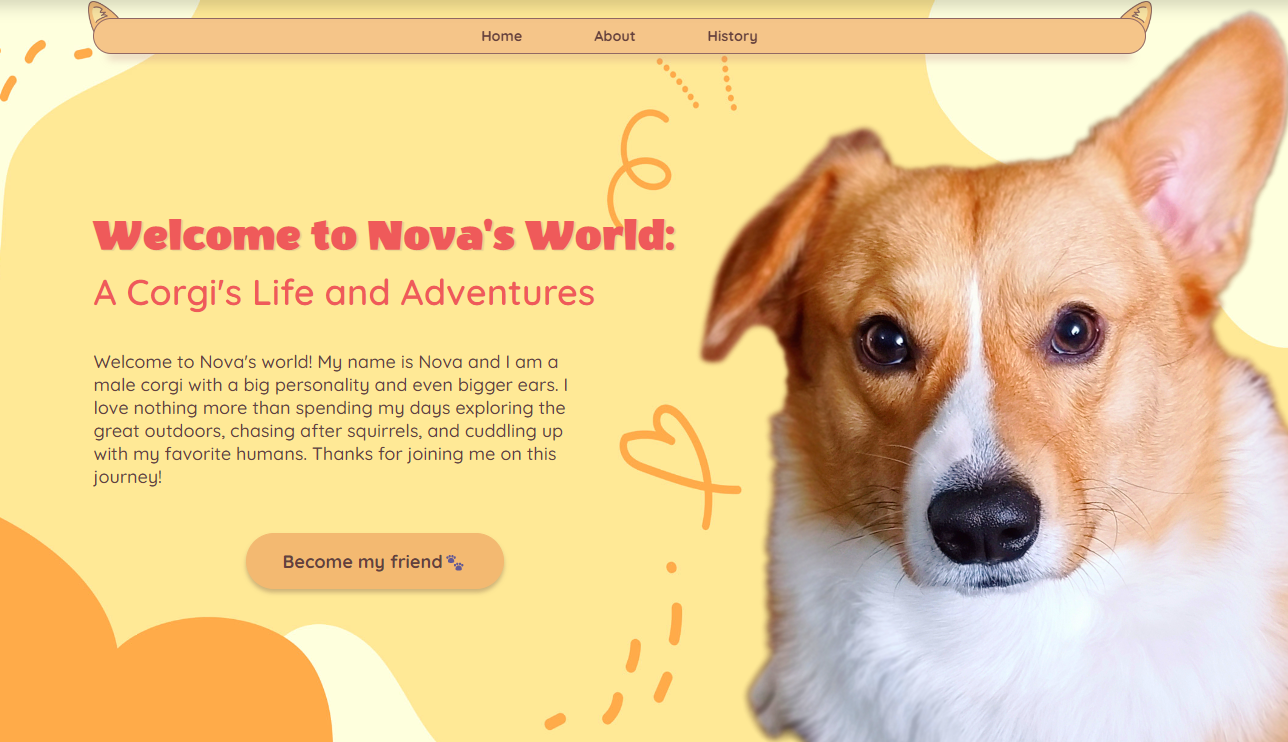 Home About History
Welcome to Nova's World:
A Corgi's Life and Adventures
Welcome to Nova's world! My name is Nova and I am a
male corgi with a big personality and even bigger ears. I
love nothing more than spending my days exploring the
great outdoors, chasing after squirrels, and cuddling up
with my favorite humans. Thanks for joining me on this
journey!
Become my friend🐾